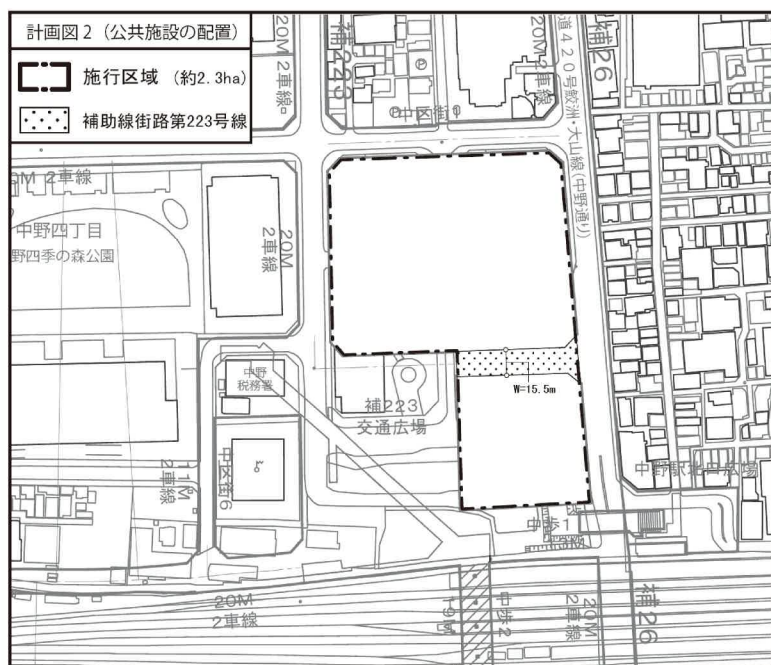 計画図2（公共施設の配置）
施行区域 （約2.3ha）
補助線街路第223号線
20M
2車線
補223
20M
2車線
補26
道420号鮫洲・大山線(中野通り)
中区街1
0M 2車線
中野四丁目
野四季の森公園
20M
2車線
中野
税務署
補223
交通広場
W=15.5m
11M
2車線
中区街6
中野駅北口広場
中歩1
20M
2車線
19M
中歩2
20M
2車線
補26